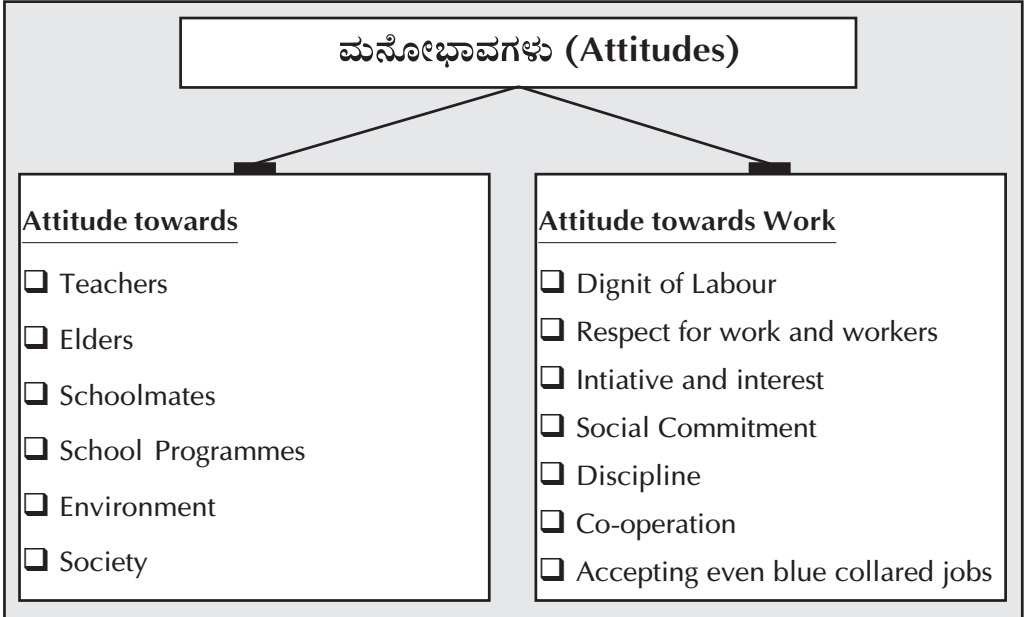 ಮನೋಭಾವಗಳು (Attitudes)
Attitude towards
❑ Teachers
❑ Elders
❑ Schoolmates
❑ School Programmes
❑ Environment
❑ Society
Attitude towards Work
❑ Dignit of Labour
❑ Respect for work and workers
❑ Intiative and interest
❑ Social Commitment
❑ Discipline
❑ Co-operation
❑ Accepting even blue collared jobs